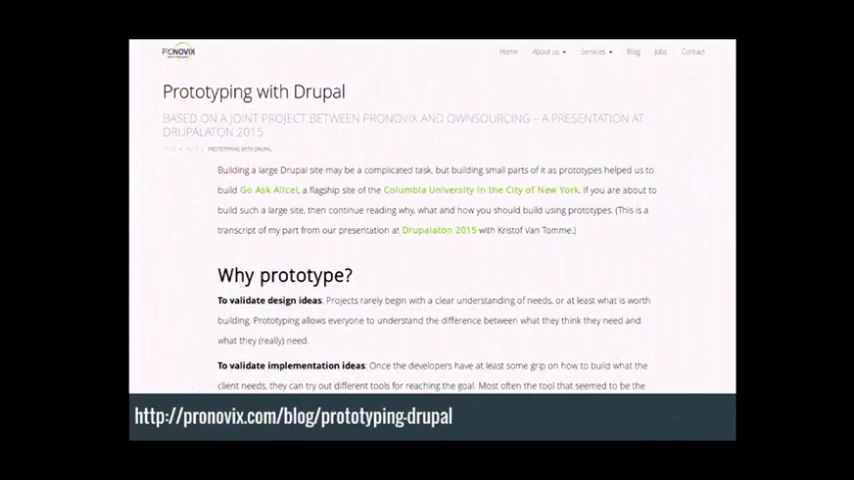 PRONOVIX
Home About us Services Blog Jobs Contact
Prototyping with Drupal
BASED ON A JOINT PROJECT BETWEEN PRONOVIX AND OWNSOURCING – A PRESENTATION AT
DRUPALATON 2015
PROTOTYPING WITH DRUPAL
Building a large Drupal site may be a complicated task, but building small parts of it as prototypes helped us to
build Go Ask Alice!, a flagship site of the Columbia University in the City of New York. If you are about to
build such a large site, then continue reading why, what and how you should build using prototypes. (This is a
transcript of my part from our presentation at Drupalaton 2015 with Kristof Van Tomme.)
Why prototype?
To validate design ideas: Projects rarely begin with a clear understanding of needs, or at least what is worth
building. Prototyping allows everyone to understand the difference between what they think they need and
what they (really) need.
To validate implementation ideas: Once the developers have at least some grip on how to build what the
client needs, they can try out different tools for reaching the goal. Most often the tool that seemed to be the
http://pronovix.com/blog/prototyping-drupal